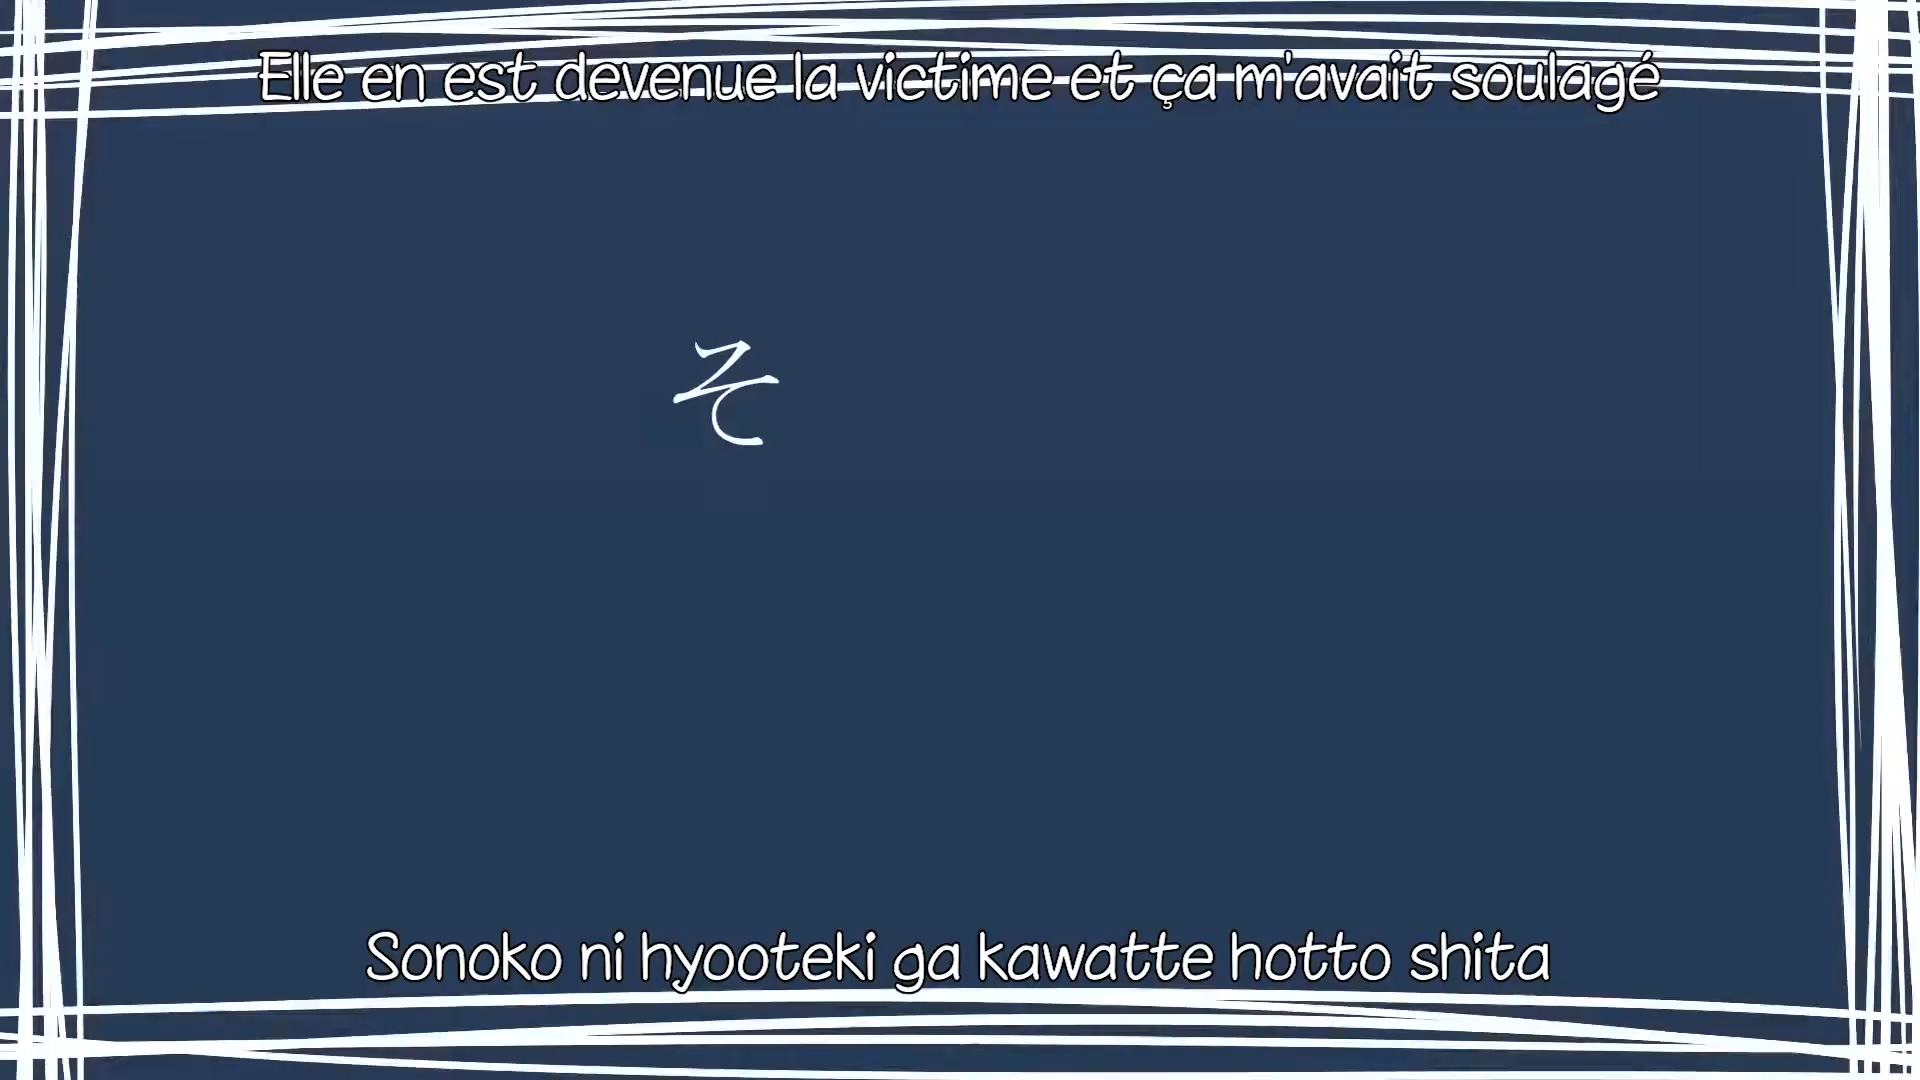 Elle en est devenue la victime et ça m'avait soulagé
そ
Sonoko ni hyooteki ga kawatte hotto shita